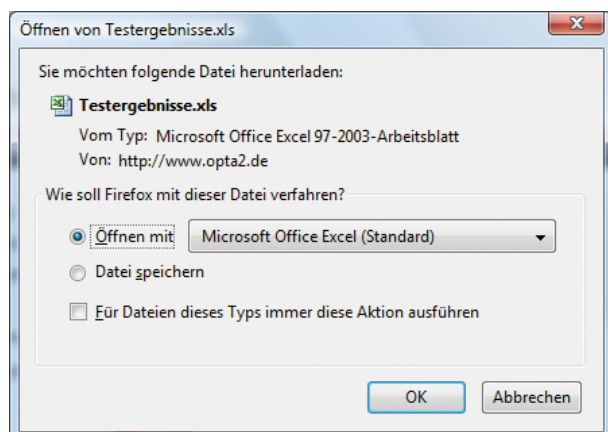 Öffnen von Testergebnisse.xls
Sie möchten folgende Datei herunterladen:
Testergebnisse.xls
Vom Typ: Microsoft Office Excel 97-2003-Arbeitsblatt
Von: http://www.opta2.de
Wie soll Firefox mit dieser Datei verfahren?
Öffnen mit Microsoft Office Excel (Standard)
Datei speichern
Für Dateien dieses Typs immer diese Aktion ausführen
OK Abbrechen